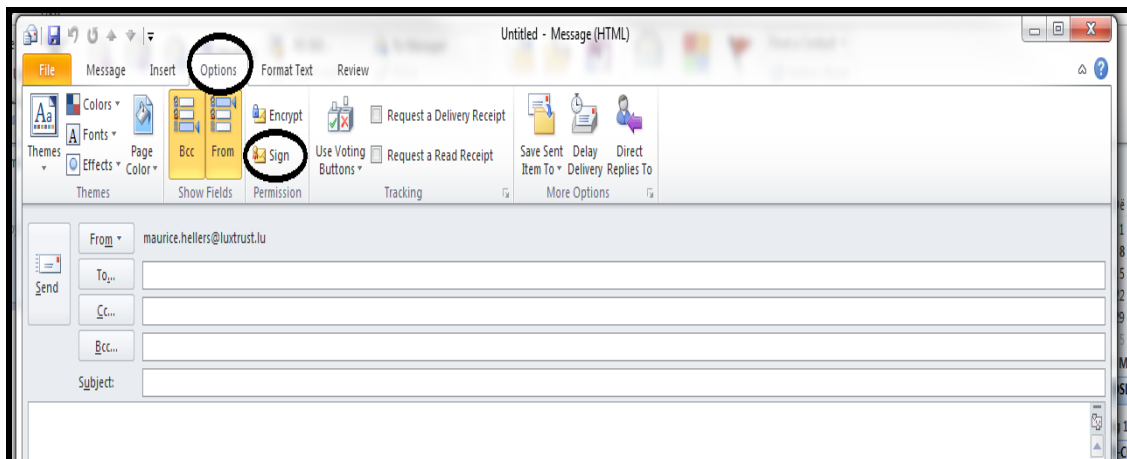 Untitled - Message (HTML)
File Message Insert Options Format Text Review
Colors
Fonts
Effects
Themes
Page Color
Bcc
From
Encrypt
Sign
Use Voting Buttons
Request a Delivery Receipt
Request a Read Receipt
Save Sent Item To
Delay Delivery
Direct Replies To
Themes Show Fields Permission Tracking More Options
Send
From maurice.hellers@luxtrust.lu
To...
Cc...
Bcc...
Subject: